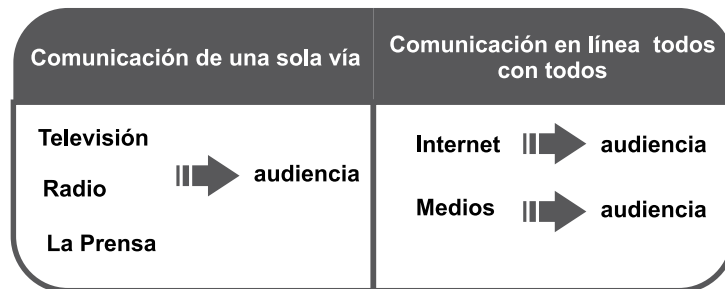 Comunicación de una sola vía
Comunicación en línea todos
con todos
Televisión
Radio
La Prensa
audiencia
Internet audiencia
Medios audiencia